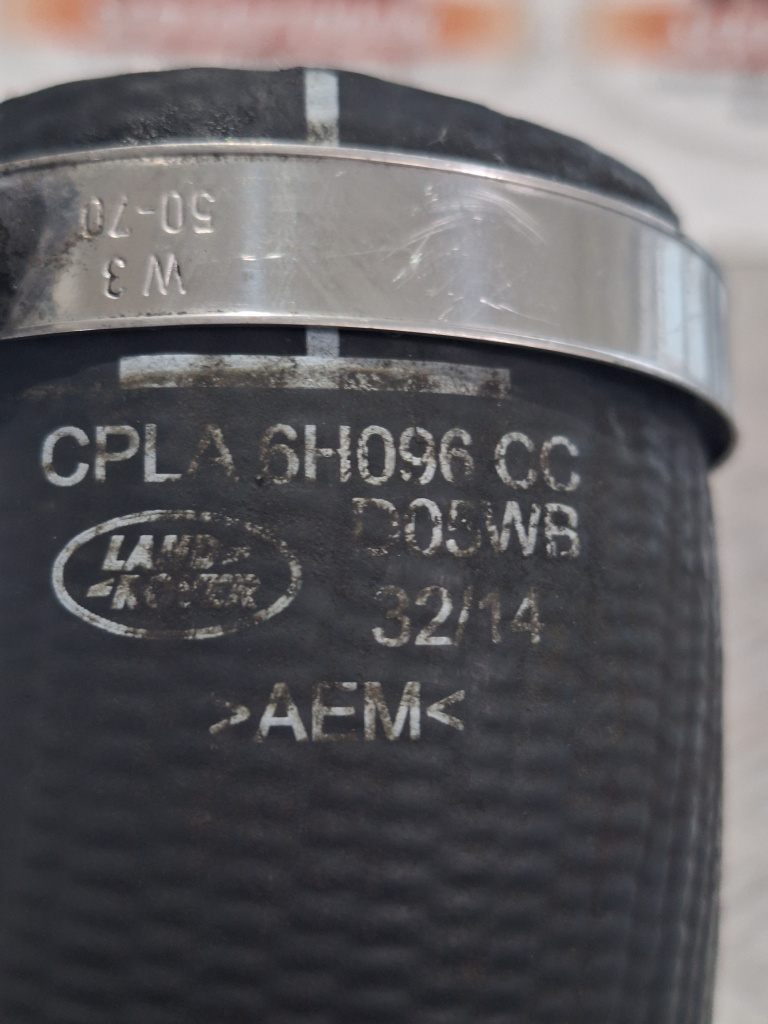 50-70
W 3
CPLA 6H096 CC
D05WB
LAND
ROVER
32/14
>AEM<